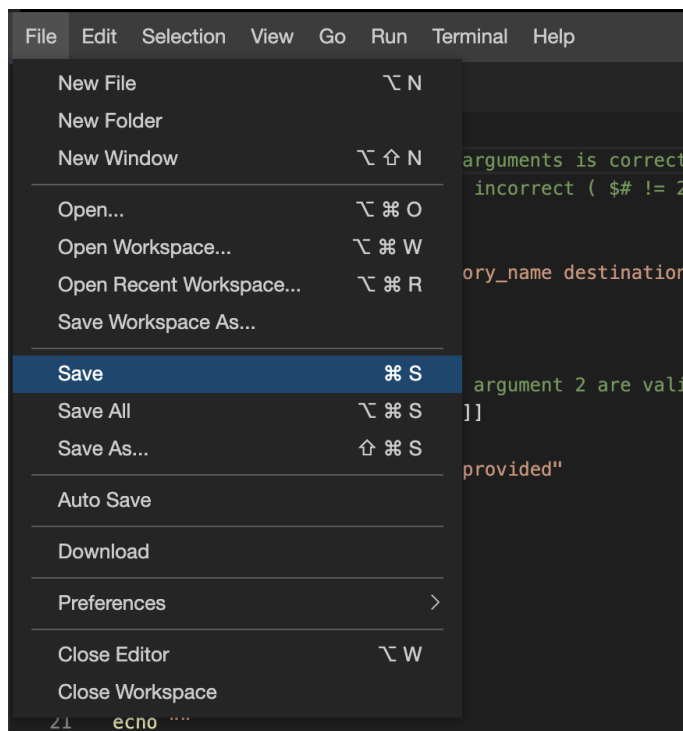 File Edit Selection View Go Run Terminal Help
New File ⌥ N
New Folder
New Window ⌥ ⇧ N
arguments is correct
incorrect ( $# != 2
Open... ⌥ ⌘ O
Open Workspace... ⌥ ⌘ W
ory_name destination
Open Recent Workspace... ⌥ ⌘ R
Save Workspace As...
Save ⌘ S
argument 2 are vali
Save All ⌥ ⌘ S
]]
Save As... ⇧ ⌘ S
provided"
Auto Save
Download
Preferences >
Close Editor ⌥ W
Close Workspace
21 echo ""